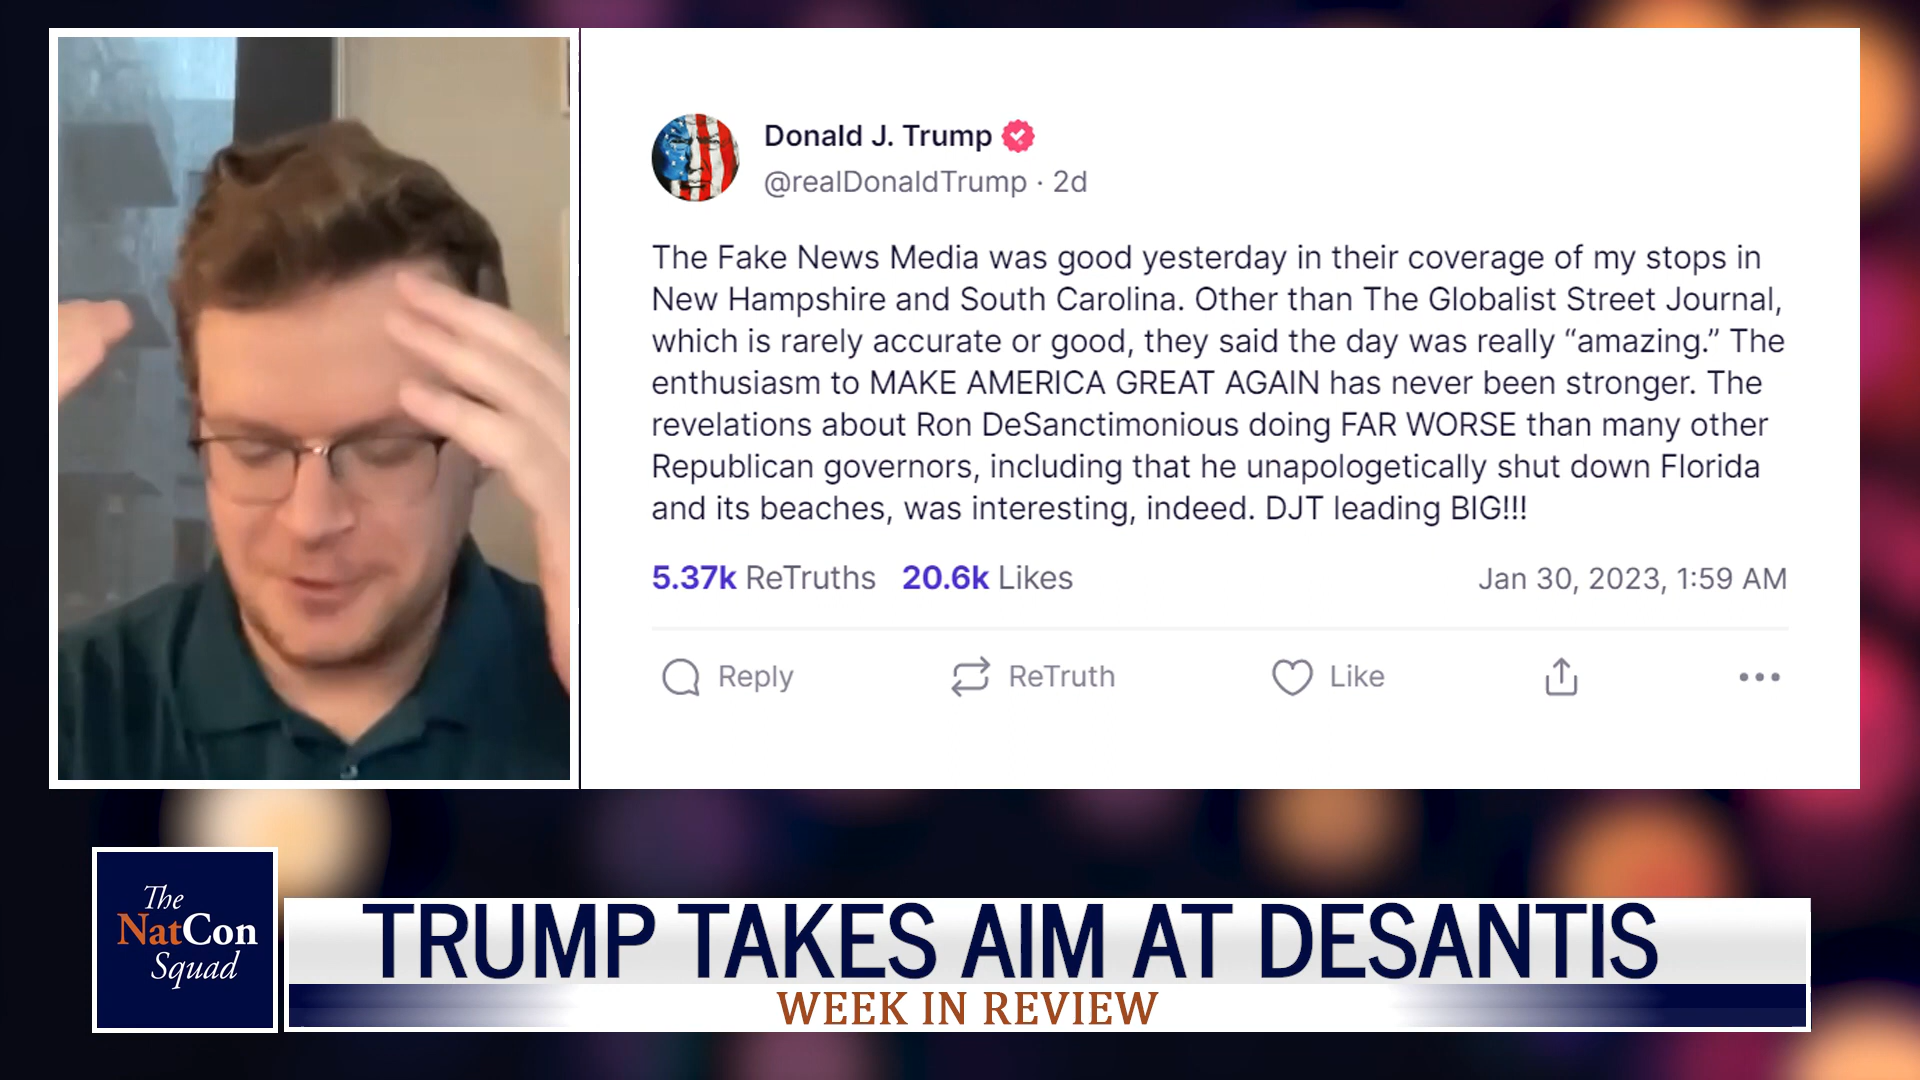 Donald J. Trump
@realDonaldTrump · 2d
The Fake News Media was good yesterday in their coverage of my stops in
New Hampshire and South Carolina. Other than The Globalist Street Journal,
which is rarely accurate or good, they said the day was really “amazing.” The
enthusiasm to MAKE AMERICA GREAT AGAIN has never been stronger. The
revelations about Ron DeSanctimonious doing FAR WORSE than many other
Republican governors, including that he unapologetically shut down Florida
and its beaches, was interesting, indeed. DJT leading BIG!!!
5.37k ReTruths 20.6k Likes Jan 30, 2023, 1:59 AM
Reply ReTruth Like
The
NatCon
Squad
TRUMP TAKES AIM AT DESANTIS
WEEK IN REVIEW